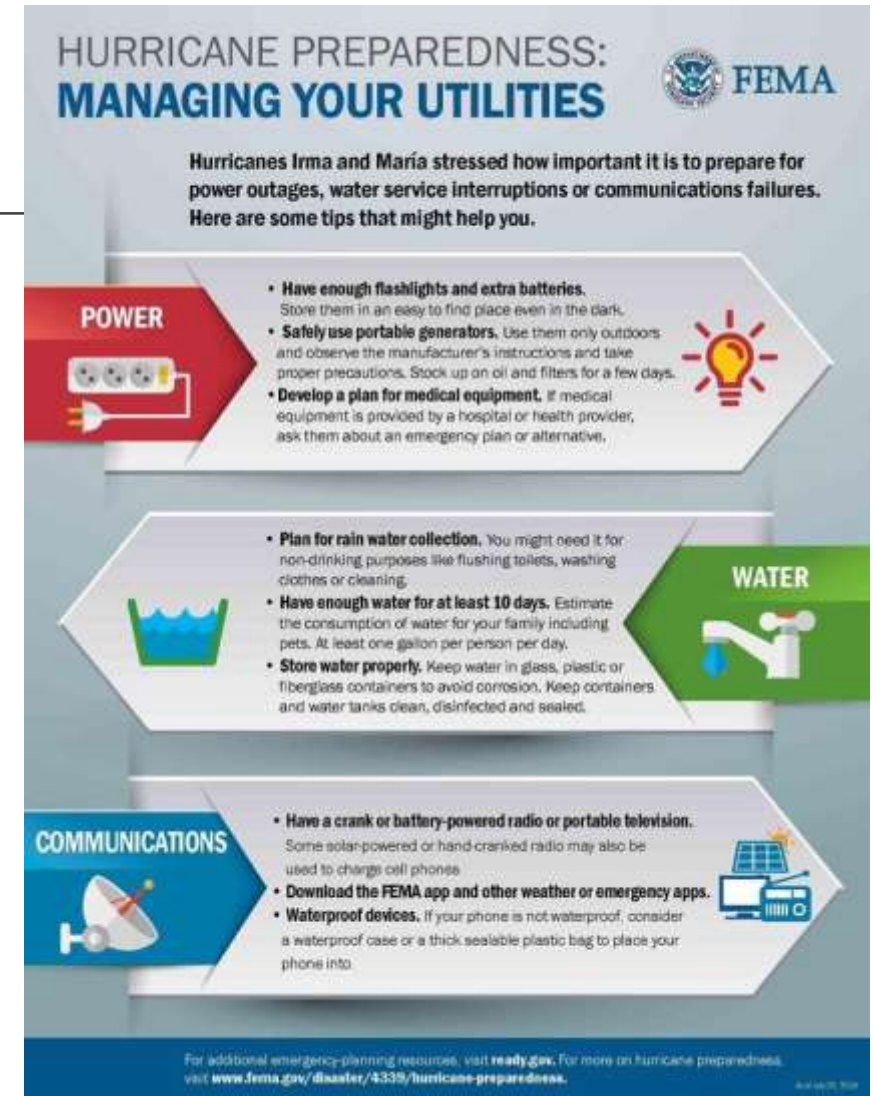 HURRICANE PREPAREDNESS:
MANAGING YOUR UTILITIES
FEMA
Hurricanes Irma and María stressed how important it is to prepare for
power outages, water service interruptions or communications failures.
Here are some tips that might help you.
POWER
• Have enough flashlights and extra batteries.
Store them in an easy to find place even in the dark.
• Safely use portable generators. Use them only outdoors
and observe the manufacturer's instructions and take
proper precautions. Stock up on oil and filters for a few days.
• Develop a plan for medical equipment. If medical
equipment is provided by a hospital or health provider,
ask them about an emergency plan or alternative.
WATER
• Plan for rain water collection. You might need it for
non-drinking purposes like flushing toilets, washing
clothes or cleaning.
• Have enough water for at least 10 days. Estimate
the consumption of water for your family including
pets. At least one gallon per person per day.
• Store water properly. Keep water in glass, plastic or
fiberglass containers to avoid corrosion. Keep containers
and water tanks clean, disinfected and sealed.
COMMUNICATIONS
• Have a crank or battery-powered radio or portable television.
Some solar-powered or hand-cranked radio may also be
used to charge cell phones
• Download the FEMA app and other weather or emergency apps.
• Waterproof devices. If your phone is not waterproof, consider
a waterproof case or a thick sealable plastic bag to place your
phone into
For additional emergency-planning resources, visit ready.gov. For more on hurricane preparedness,
visit www.fema.gov/disaster/4339/hurricane-preparedness.